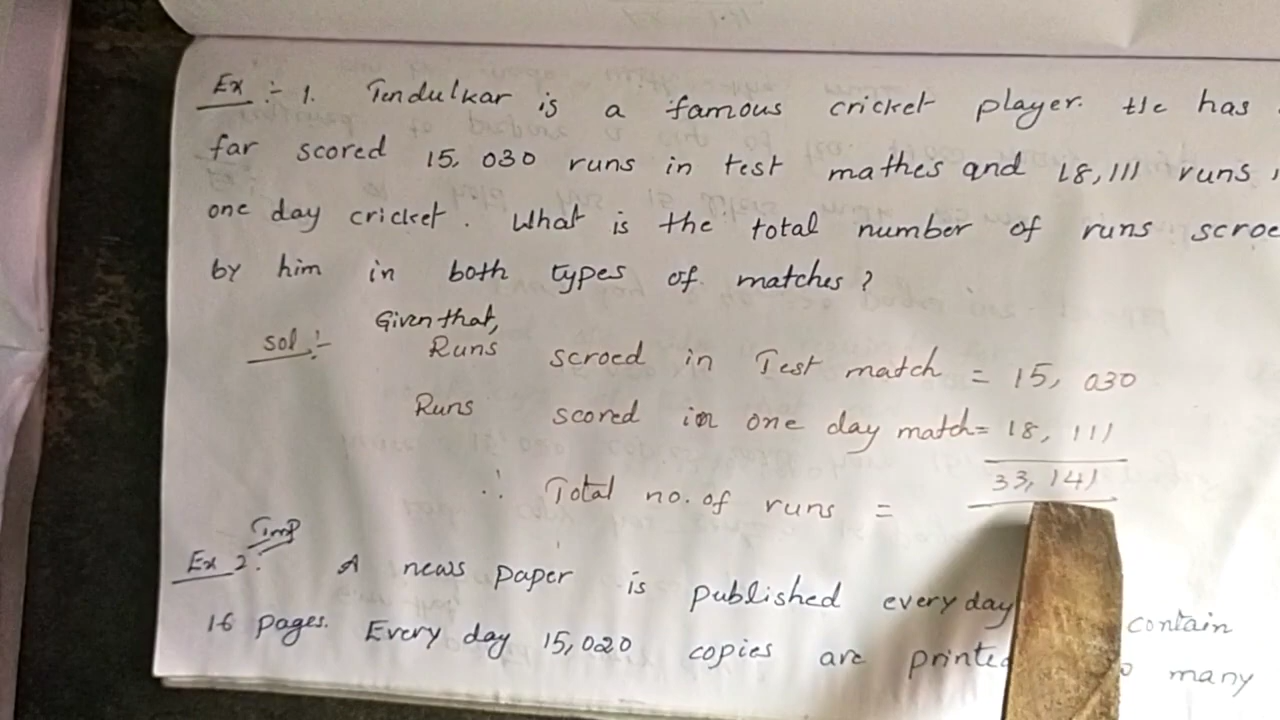 Ex :- 1. Tendulkar is a famous cricket player. He has
far scored 15, 030 runs in test mathes and 18,111 runs
one day cricket. What is the total number of runs scroe
by him in both types of matches ?
Given that,
sol :- Runs scroed in Test match = 15, 030
Runs scored in one day match = 18, 111
33, 141
∴ Total no. of runs =
Imp
Ex 2. A news paper is published every day contain
16 pages. Every day 15,020 copies are printed many